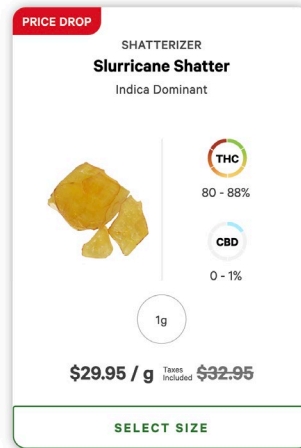 PRICE DROP
SHATTERIZER
Slurricane Shatter
Indica Dominant
THC
80 - 88%
CBD
0 - 1%
1g
$29.95 / g Taxes Included $32.95
SELECT SIZE